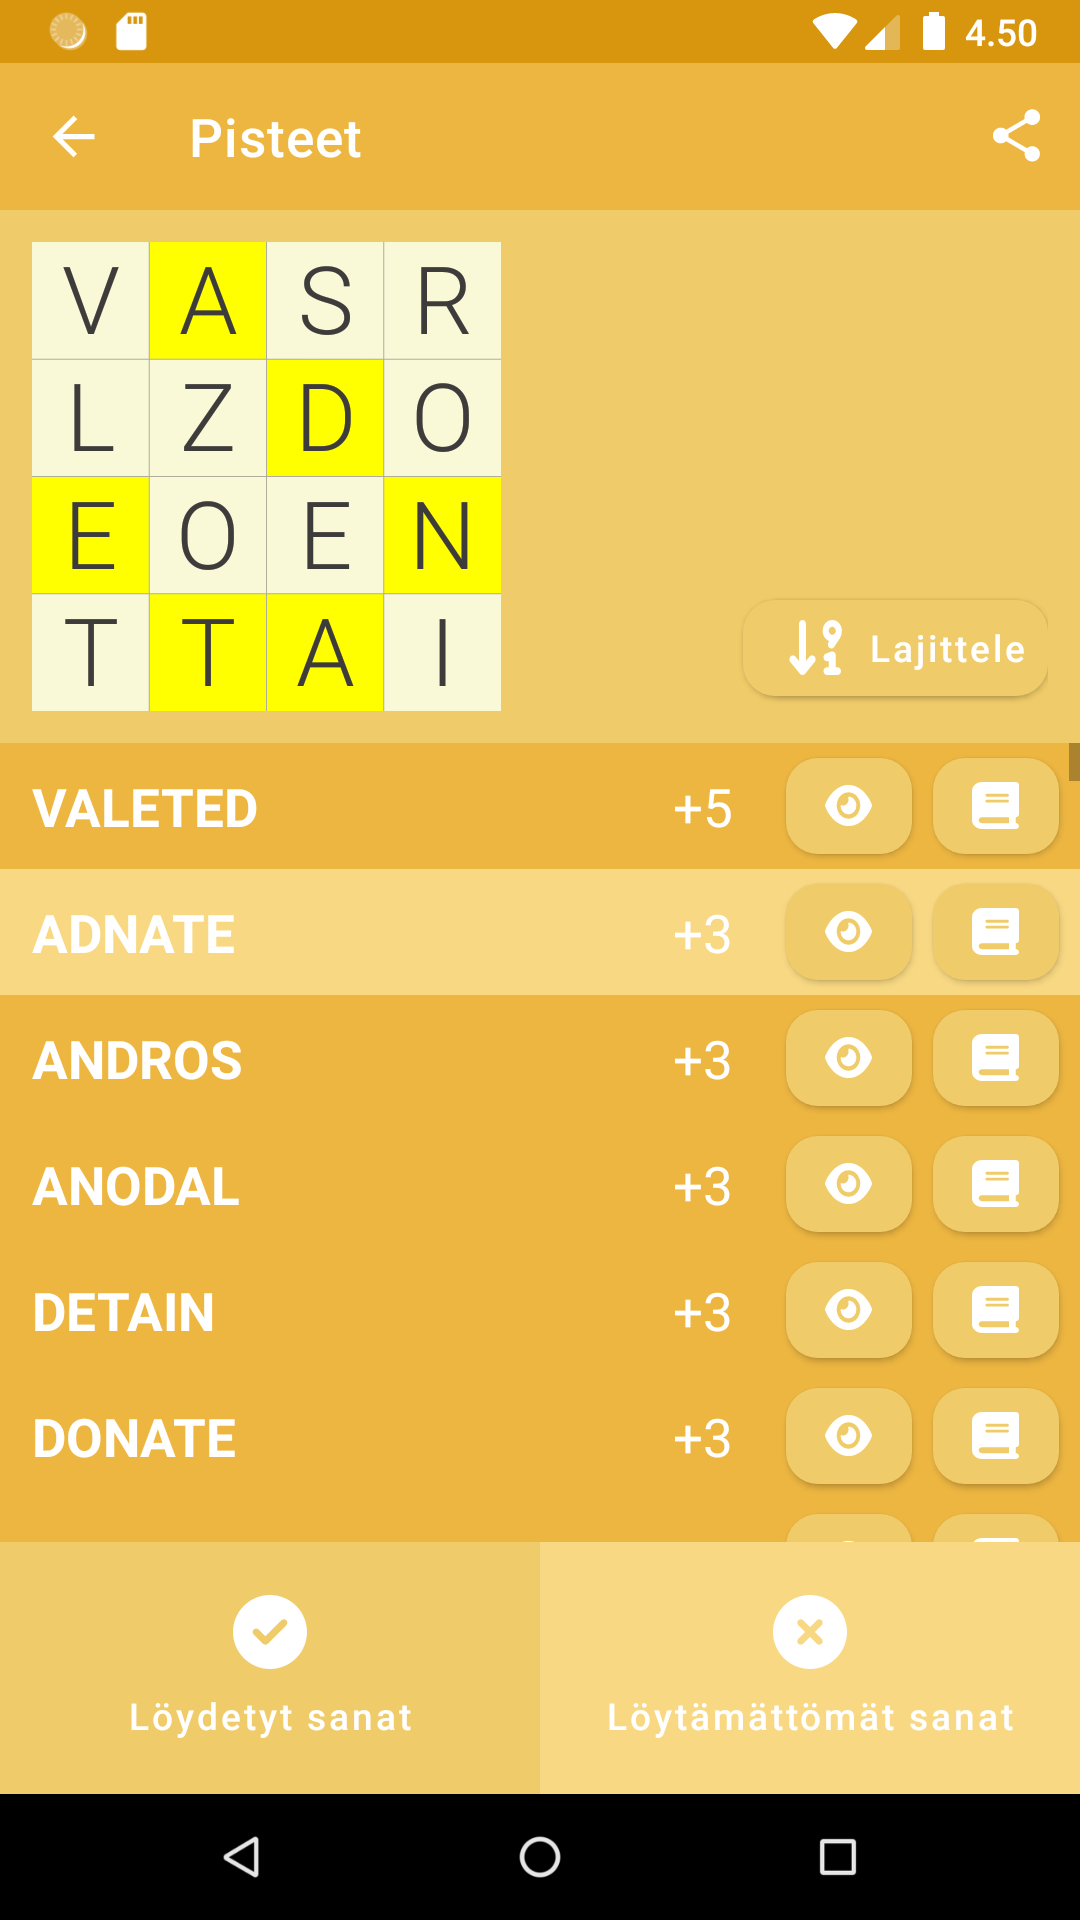 4.50
Pisteet
V A S R
L Z D O
E O E N
T T A I
Lajittele
VALETED +5
ADNATE +3
ANDROS +3
ANODAL +3
DETAIN +3
DONATE +3
Löydetyt sanat
Löytämättömät sanat